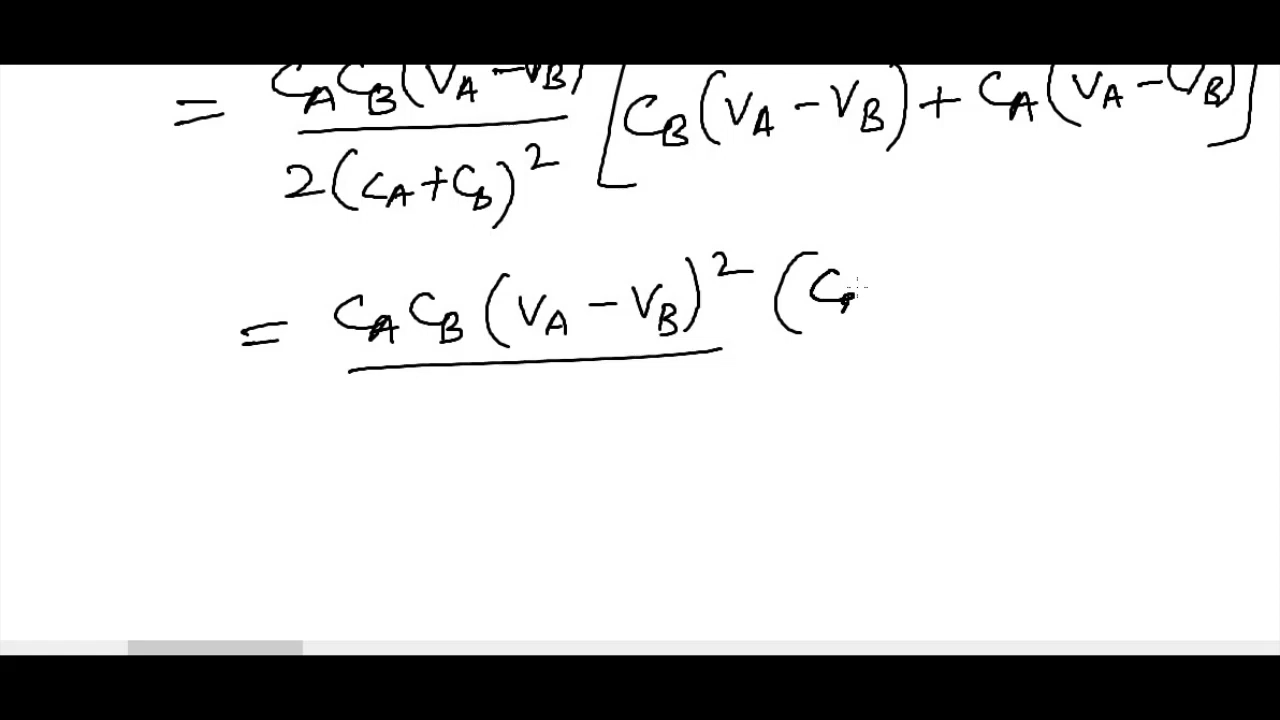 = C_A C_B (V_A - V_B) / 2(C_A + C_B)^2 [C_B (V_A - V_B) + C_A (V_A - V_B)]
= C_A C_B (V_A - V_B)^2 (C